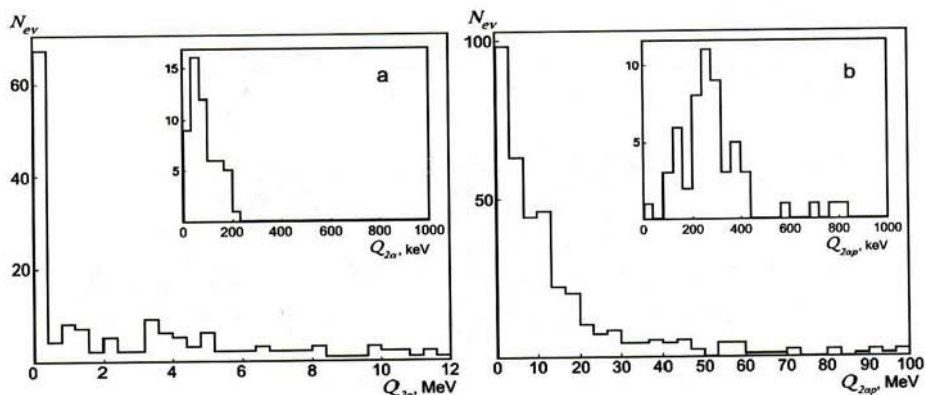 N_ev
60
40
20
0 2 4 6 8 10 12
Q_2α, MeV
a
15
10
5
0 200 400 600 800 1000
Q_2α, keV
N_ev
100
50
0 10 20 30 40 50 60 70 80 90 100
Q_2αp, MeV
b
10
5
0 200 400 600 800 1000
Q_2αp, keV